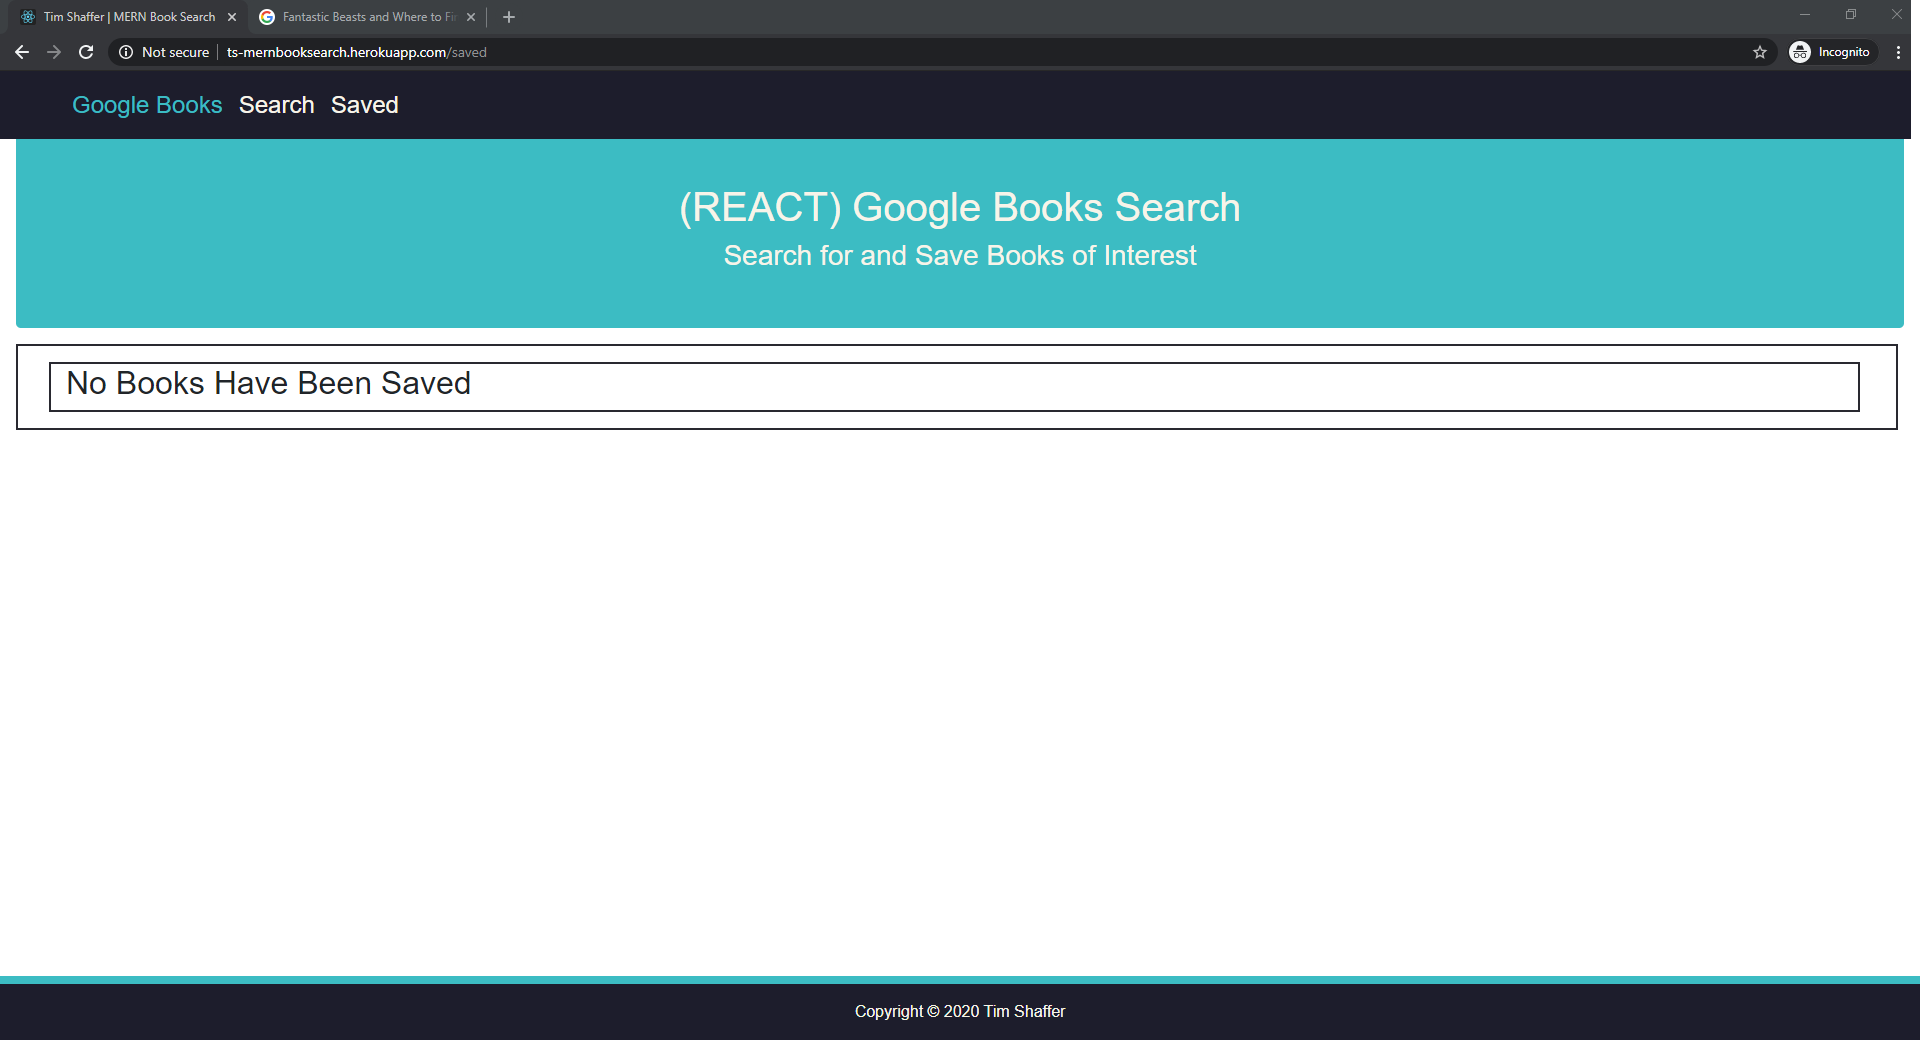 Tim Shaffer | MERN Book Search
Fantastic Beasts and Where to Fi
Not secure
ts-mernbooksearch.herokuapp.com/saved
Incognito
Google Books Search Saved
(REACT) Google Books Search
Search for and Save Books of Interest
No Books Have Been Saved
Copyright © 2020 Tim Shaffer